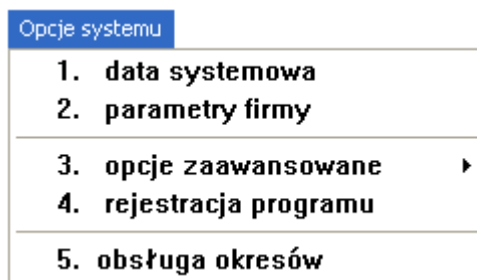 Opcje systemu
1. data systemowa
2. parametry firmy
3. opcje zaawansowane
4. rejestracja programu
5. obsługa okresów